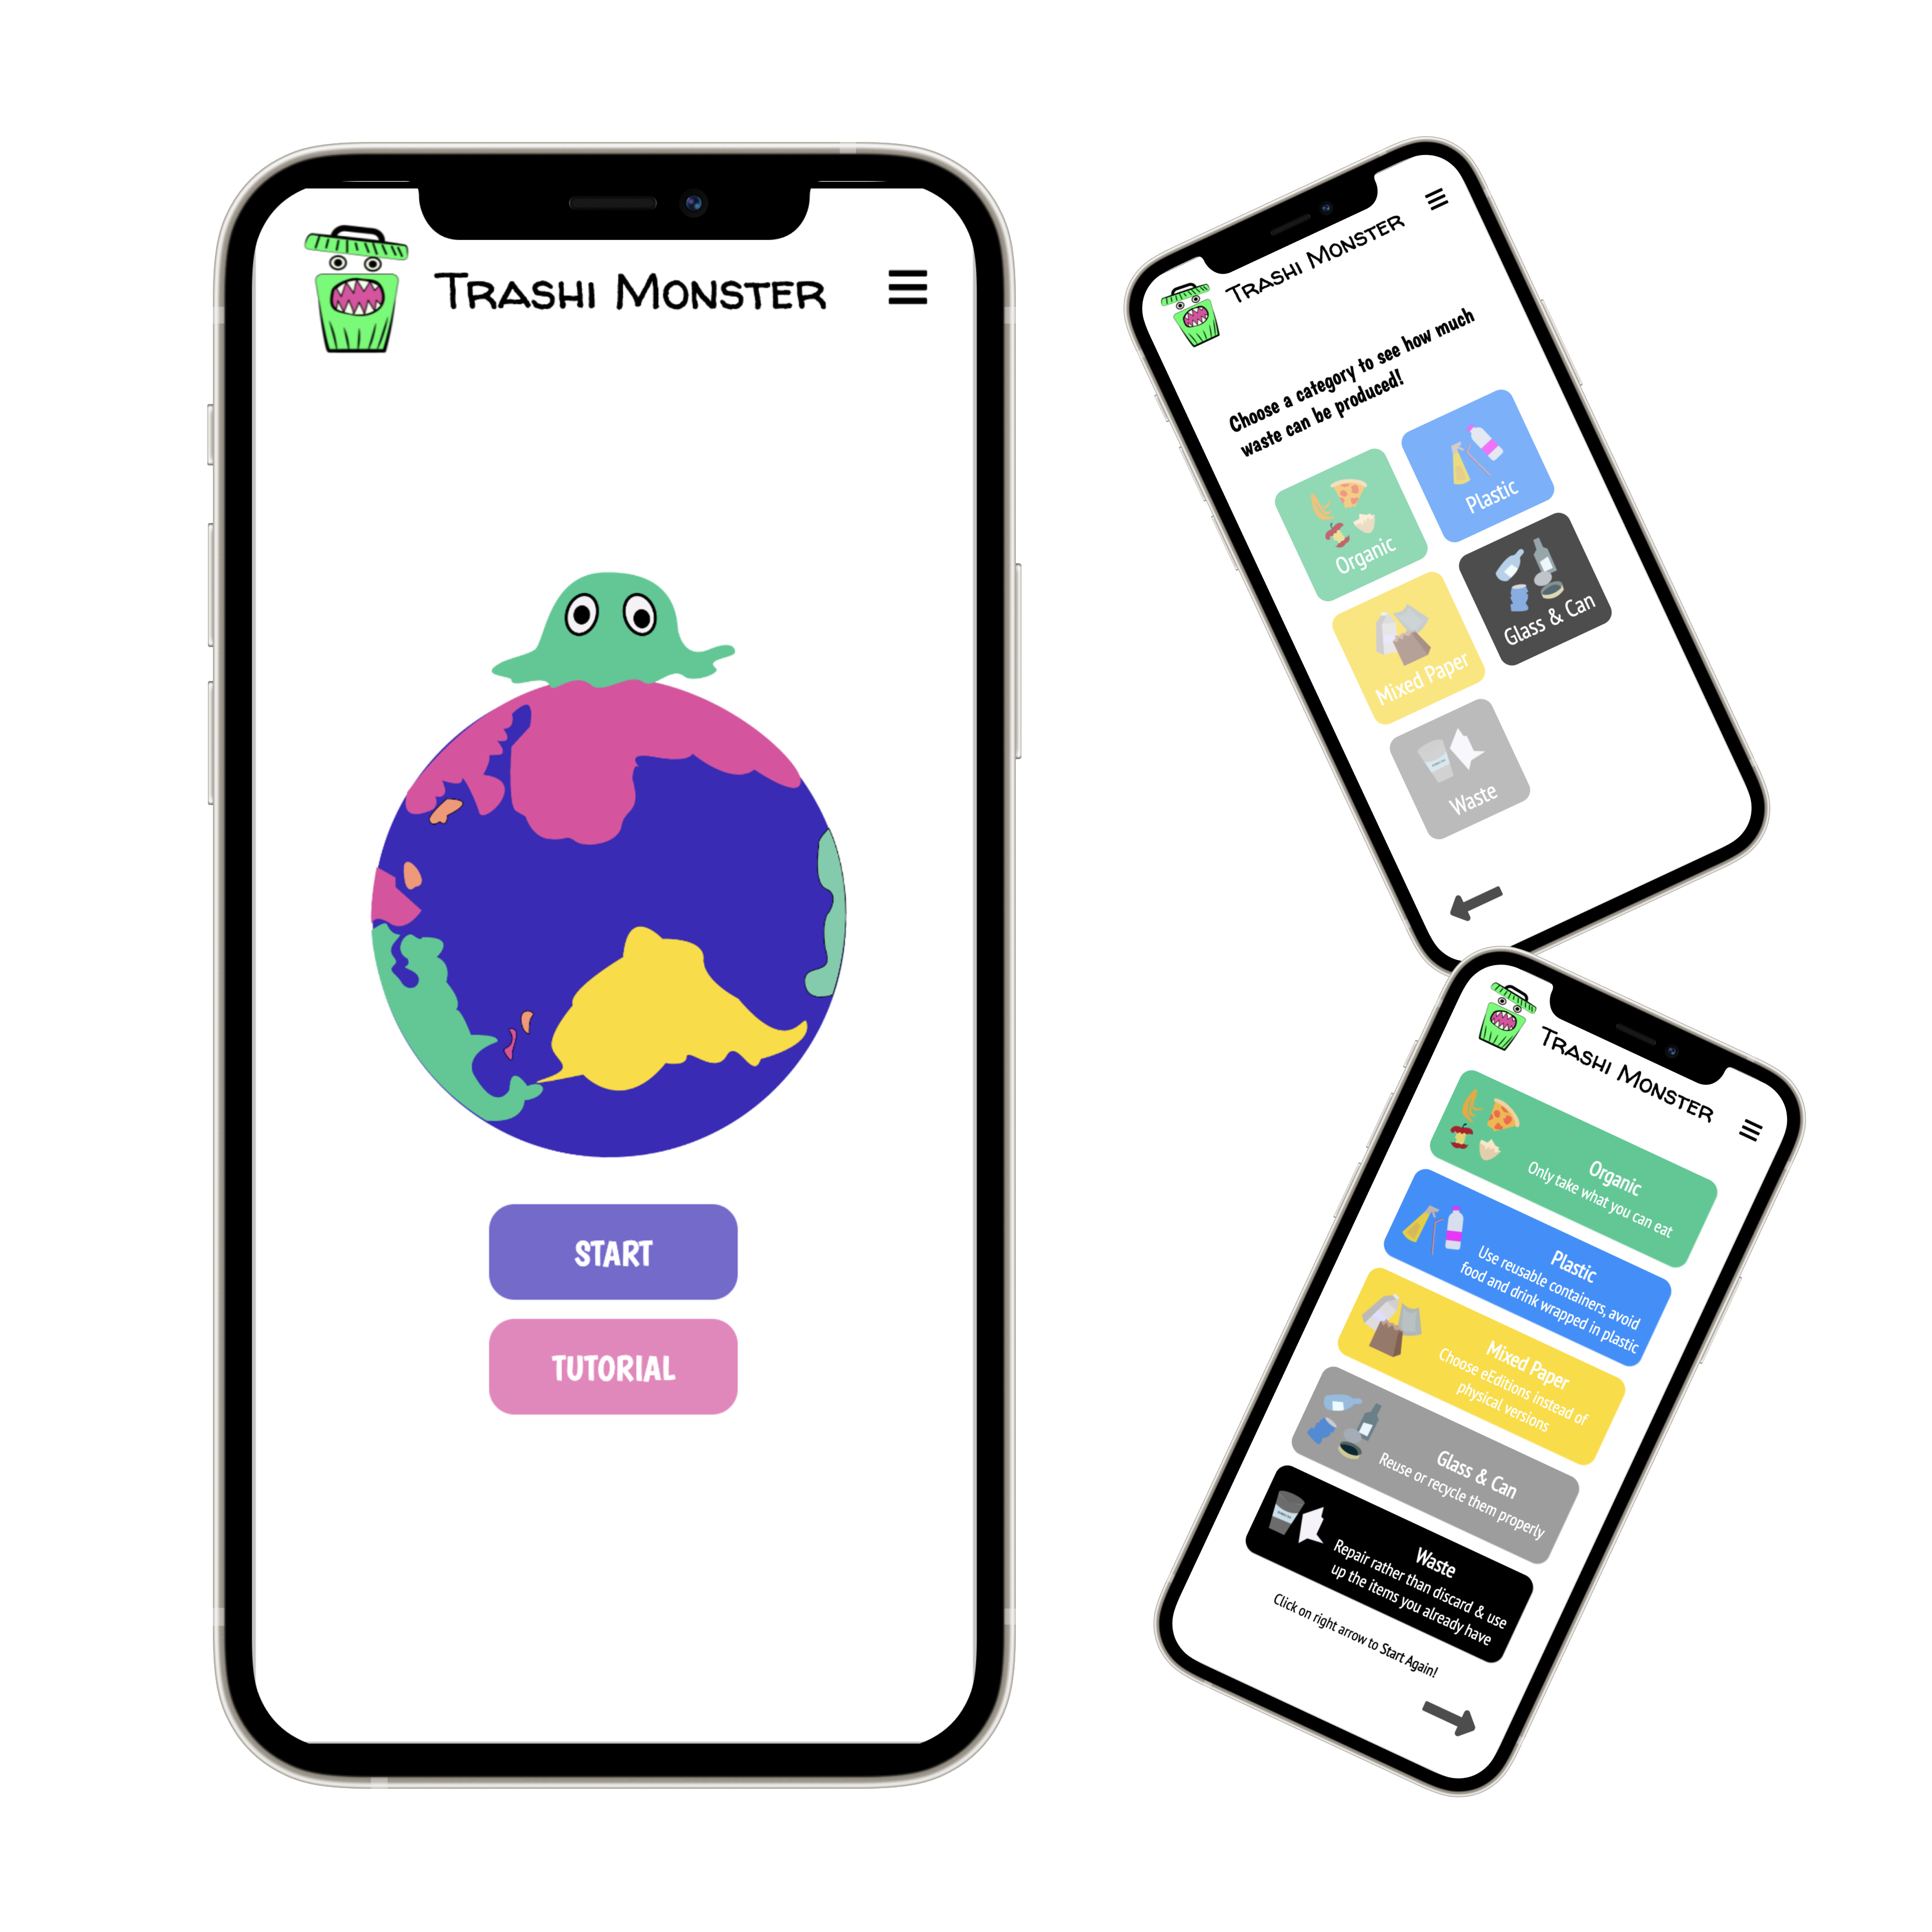 Trashi Monster
START
TUTORIAL
Trashi Monster
Choose a category to see how much
waste can be produced!
Organic
Plastic
Mixed Paper
Glass & Can
Waste
Trashi Monster
Organic
Only take what you can eat
Plastic
Use reusable containers, avoid
food and drink wrapped in plastic
Mixed Paper
Choose eEditions instead of
physical versions
Glass & Can
Reuse or recycle them properly
Waste
Repair rather than discard & use
up the items you already have
Click on right arrow to Start Again!